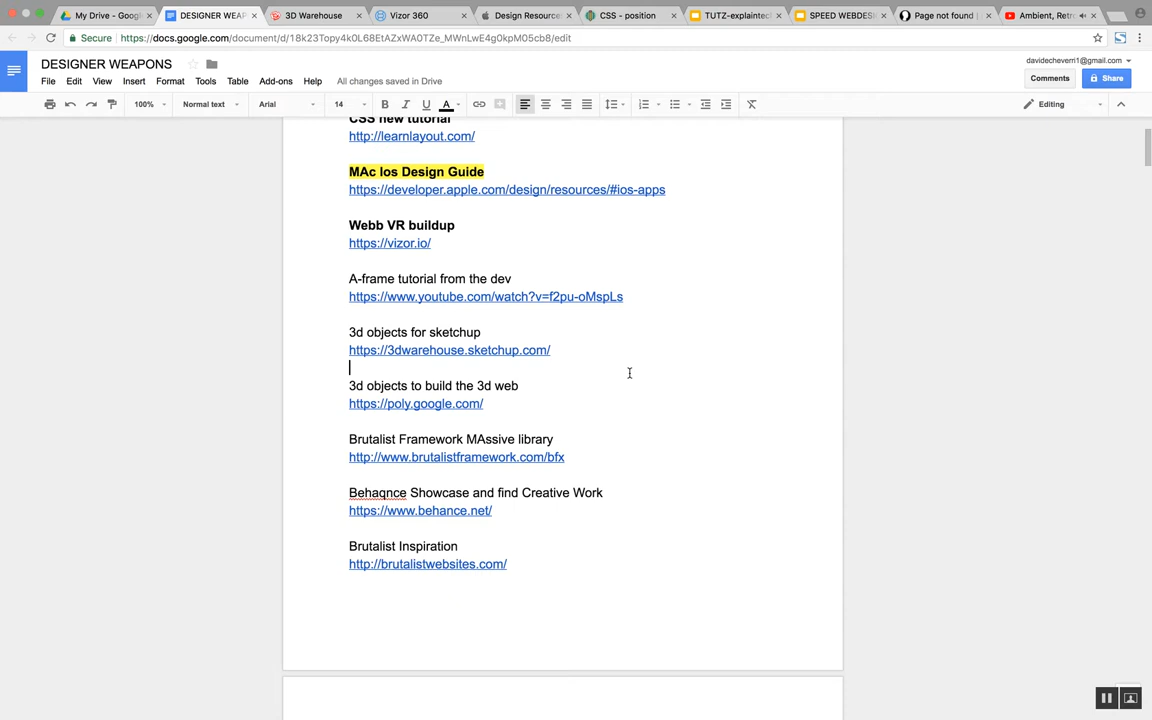 My Drive - Googl
DESIGNER WEAP
3D Warehouse
Vizor 360
Design Resource
CSS - position
TUTZ-explaintec
SPEED WEBDES
Page not found |
Ambient, Retr
Secure
https://docs.google.com/document/d/18k23Topy4k0L68EtAZxWA0TZe_MWnLwE4g0kpM05cb8/edit
DESIGNER WEAPONS
davidecheverri1@gmail.com
File Edit View Insert Format Tools Table Add-ons Help All changes saved in Drive
Comments
Share
100% Normal text Arial 14 B I U A Editing
CSS new tutorial
http://learnlayout.com/
MAc Ios Design Guide
https://developer.apple.com/design/resources/#ios-apps
Webb VR buildup
https://vizor.io/
A-frame tutorial from the dev
https://www.youtube.com/watch?v=f2pu-oMspLs
3d objects for sketchup
https://3dwarehouse.sketchup.com/
3d objects to build the 3d web
https://poly.google.com/
Brutalist Framework MAssive library
http://www.brutalistframework.com/bfx
Behaqnce Showcase and find Creative Work
https://www.behance.net/
Brutalist Inspiration
http://brutalistwebsites.com/